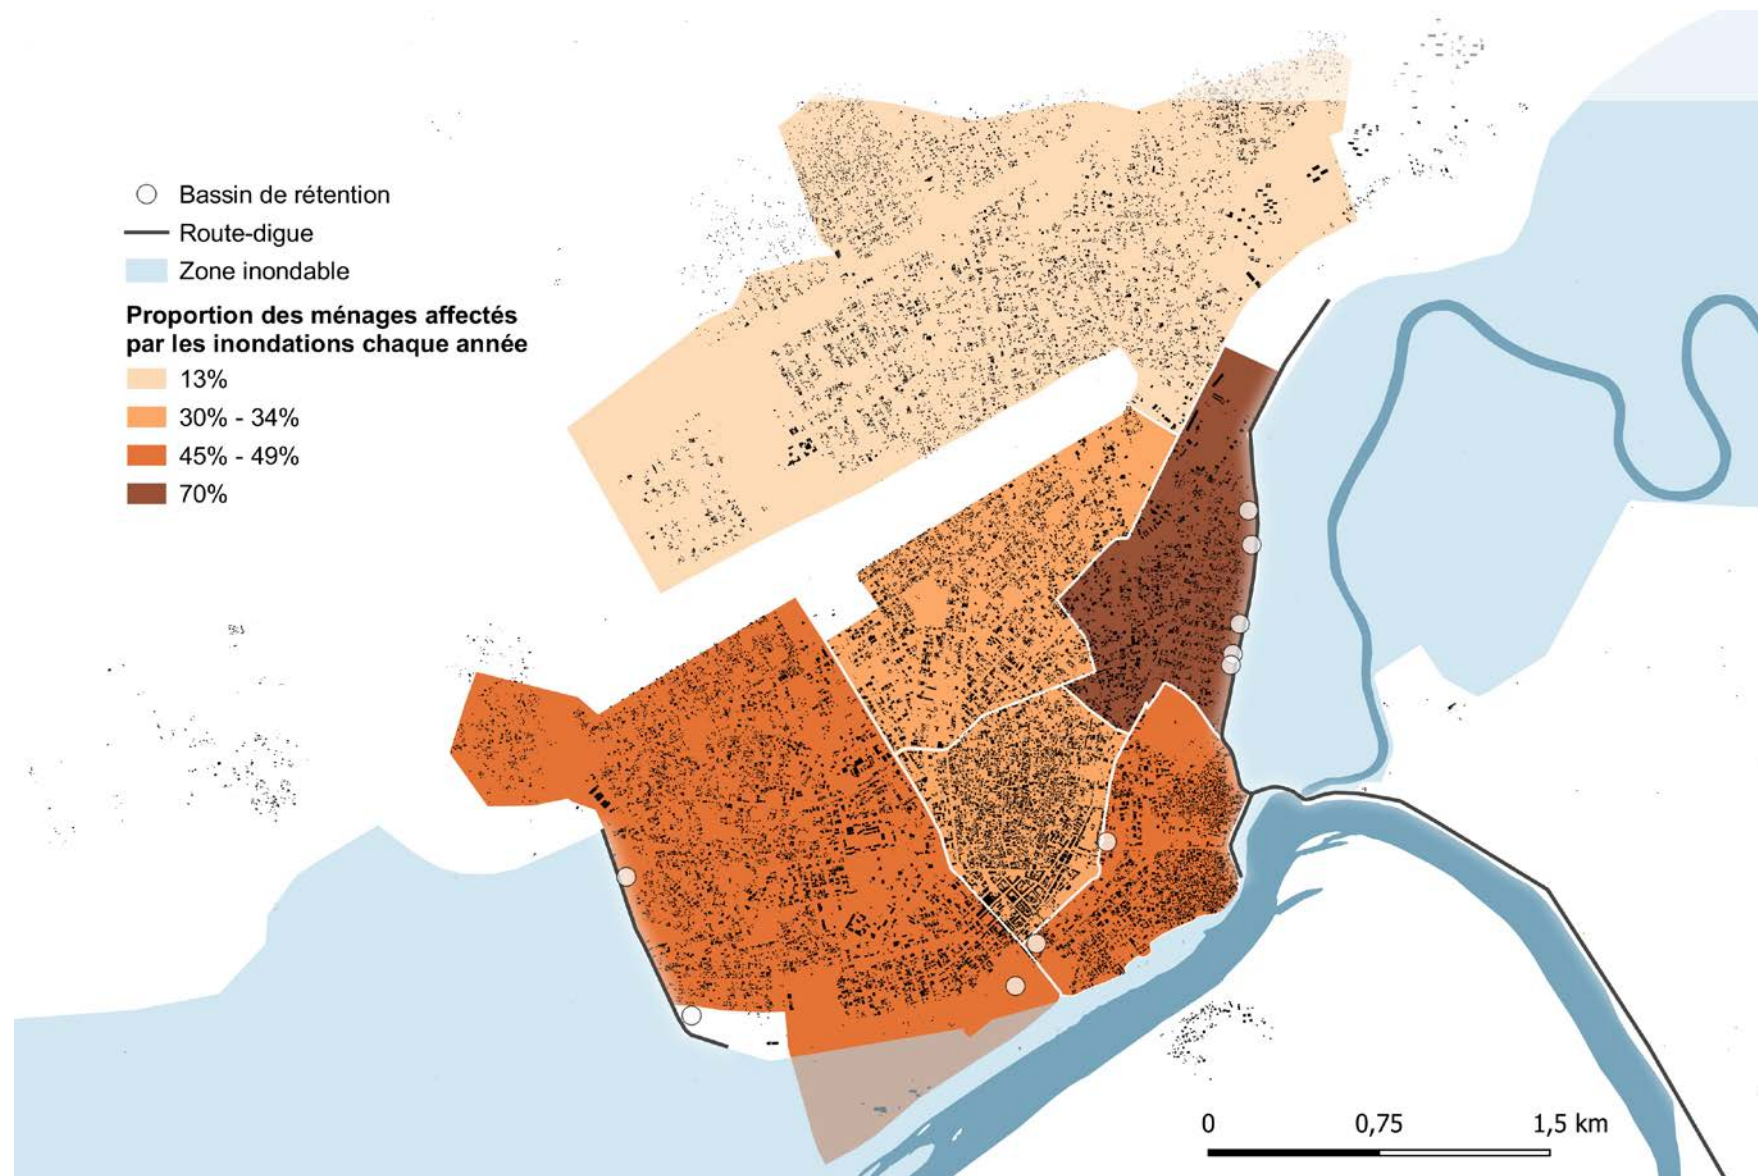 Bassin de rétention
Route-digue
Zone inondable
Proportion des ménages affectés
par les inondations chaque année
13%
30% - 34%
45% - 49%
70%
0 0,75 1,5 km